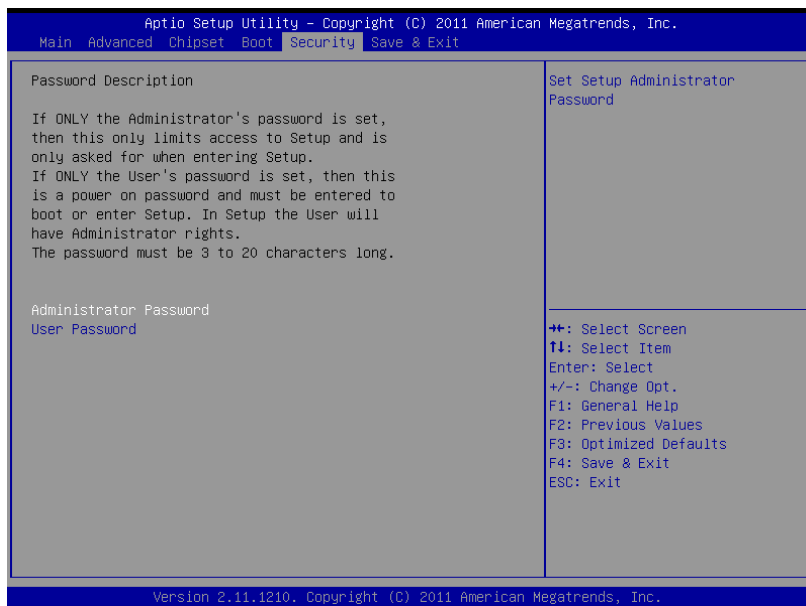 Aptio Setup Utility – Copyright (C) 2011 American Megatrends, Inc.
Main Advanced Chipset Boot Security Save & Exit
Password Description
If ONLY the Administrator's password is set,
then this only limits access to Setup and is
only asked for when entering Setup.
If ONLY the User's password is set, then this
is a power on password and must be entered to
boot or enter Setup. In Setup the User will
have Administrator rights.
The password must be 3 to 20 characters long.
Administrator Password
User Password
Set Setup Administrator
Password
→←: Select Screen
↑↓: Select Item
Enter: Select
+/-: Change Opt.
F1: General Help
F2: Previous Values
F3: Optimized Defaults
F4: Save & Exit
ESC: Exit
Version 2.11.1210. Copyright (C) 2011 American Megatrends, Inc.